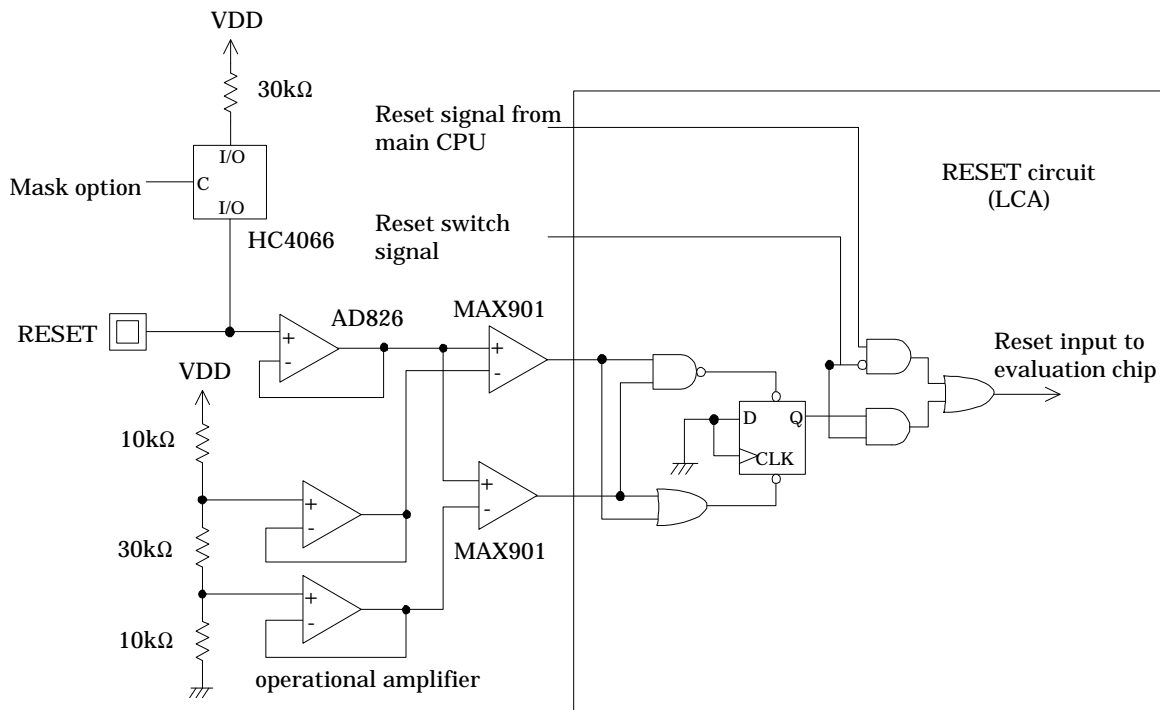 VDD
30kΩ
I/O
Mask option
C
I/O
HC4066
Reset signal from
main CPU
RESET circuit
(LCA)
Reset switch
signal
RESET
+
-
AD826
MAX901
+
-
Reset input to
evaluation chip
VDD
10kΩ
D
Q
CLK
+
-
+
-
MAX901
30kΩ
+
-
10kΩ
operational amplifier